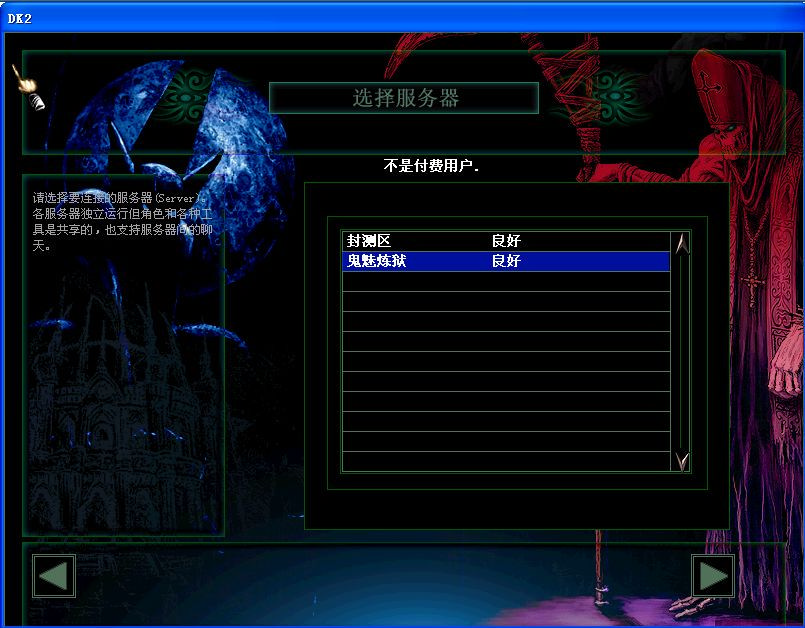 DK2
选择服务器
不是付费用户.
请选择要连接的服务器(Server)。
各服务器独立运行但角色和各种工
具是共享的,也支持服务器间的聊
天。
封测区 良好
鬼魅炼狱 良好